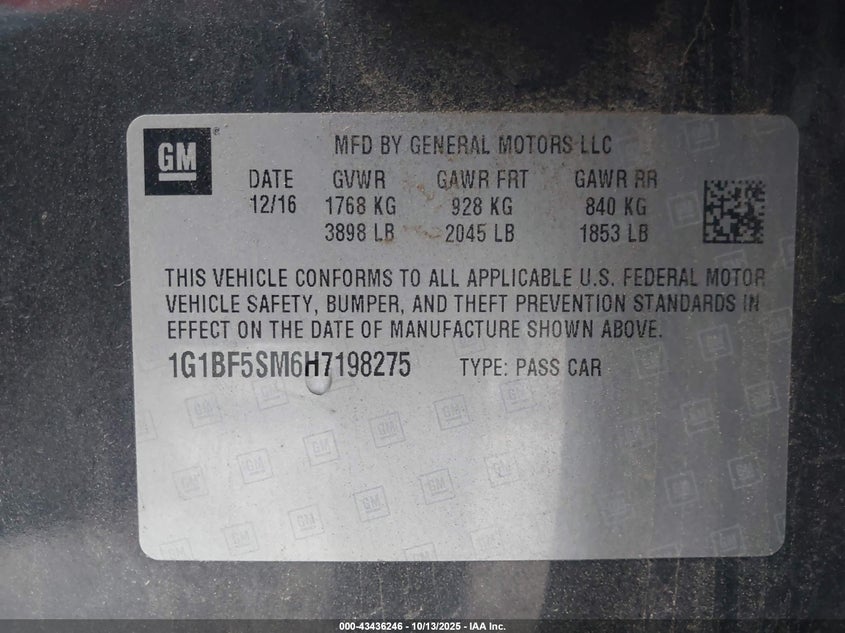 GM
MFD BY GENERAL MOTORS LLC
DATE GVWR GAWR FRT GAWR RR
12/16 1768 KG 928 KG 840 KG
3898 LB 2045 LB 1853 LB
THIS VEHICLE CONFORMS TO ALL APPLICABLE U.S. FEDERAL MOTOR
VEHICLE SAFETY, BUMPER, AND THEFT PREVENTION STANDARDS IN
EFFECT ON THE DATE OF MANUFACTURE SHOWN ABOVE.
1G1BF5SM6H7198275 TYPE: PASS CAR
000-43436246 - 10/13/2025 - IAA Inc.